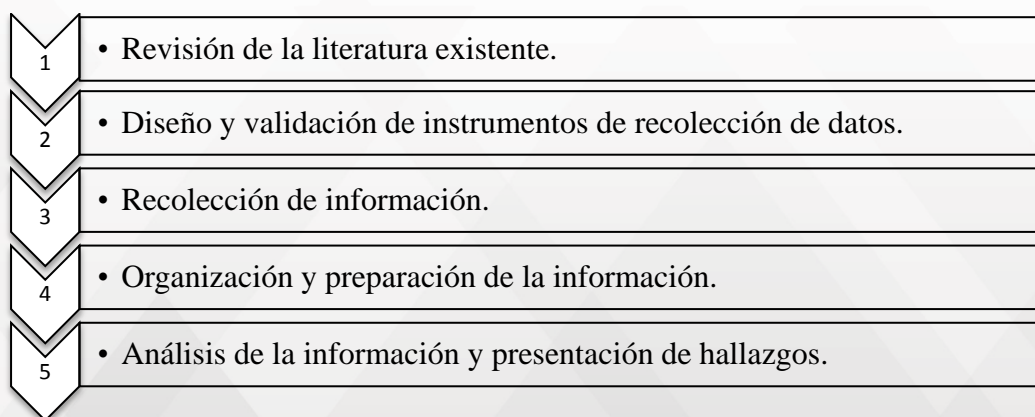 1 • Revisión de la literatura existente.
2 • Diseño y validación de instrumentos de recolección de datos.
3 • Recolección de información.
4 • Organización y preparación de la información.
5 • Análisis de la información y presentación de hallazgos.